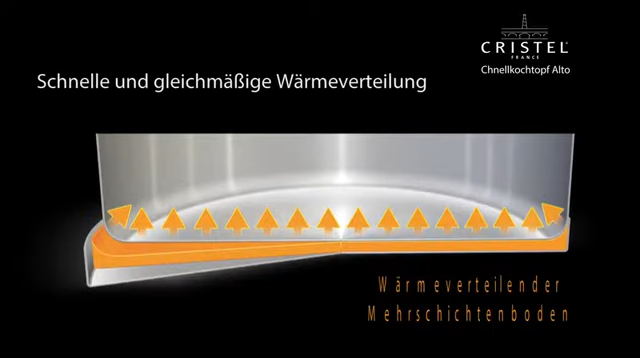 CRISTEL
FRANCE
Chnellkochtopf Alto
Schnelle und gleichmäßige Wärmeverteilung
Wärmeverteilender
Mehrschichtenboden